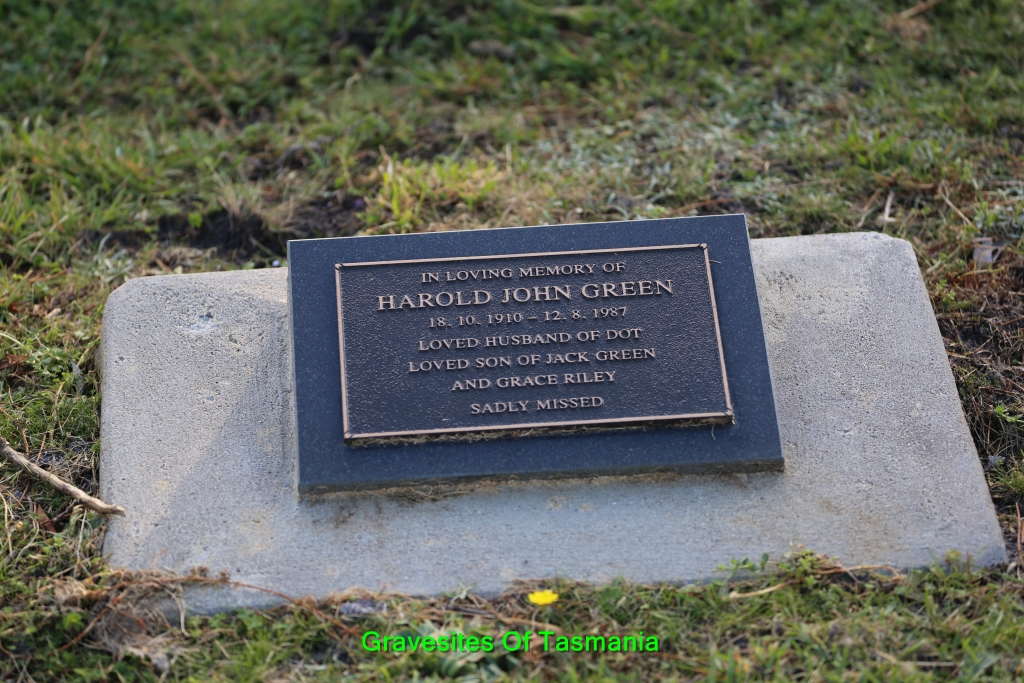 IN LOVING MEMORY OF
HAROLD JOHN GREEN
18. 10. 1910 – 12. 8. 1987
LOVED HUSBAND OF DOT
LOVED SON OF JACK GREEN
AND GRACE RILEY
SADLY MISSED
Gravesites Of Tasmania